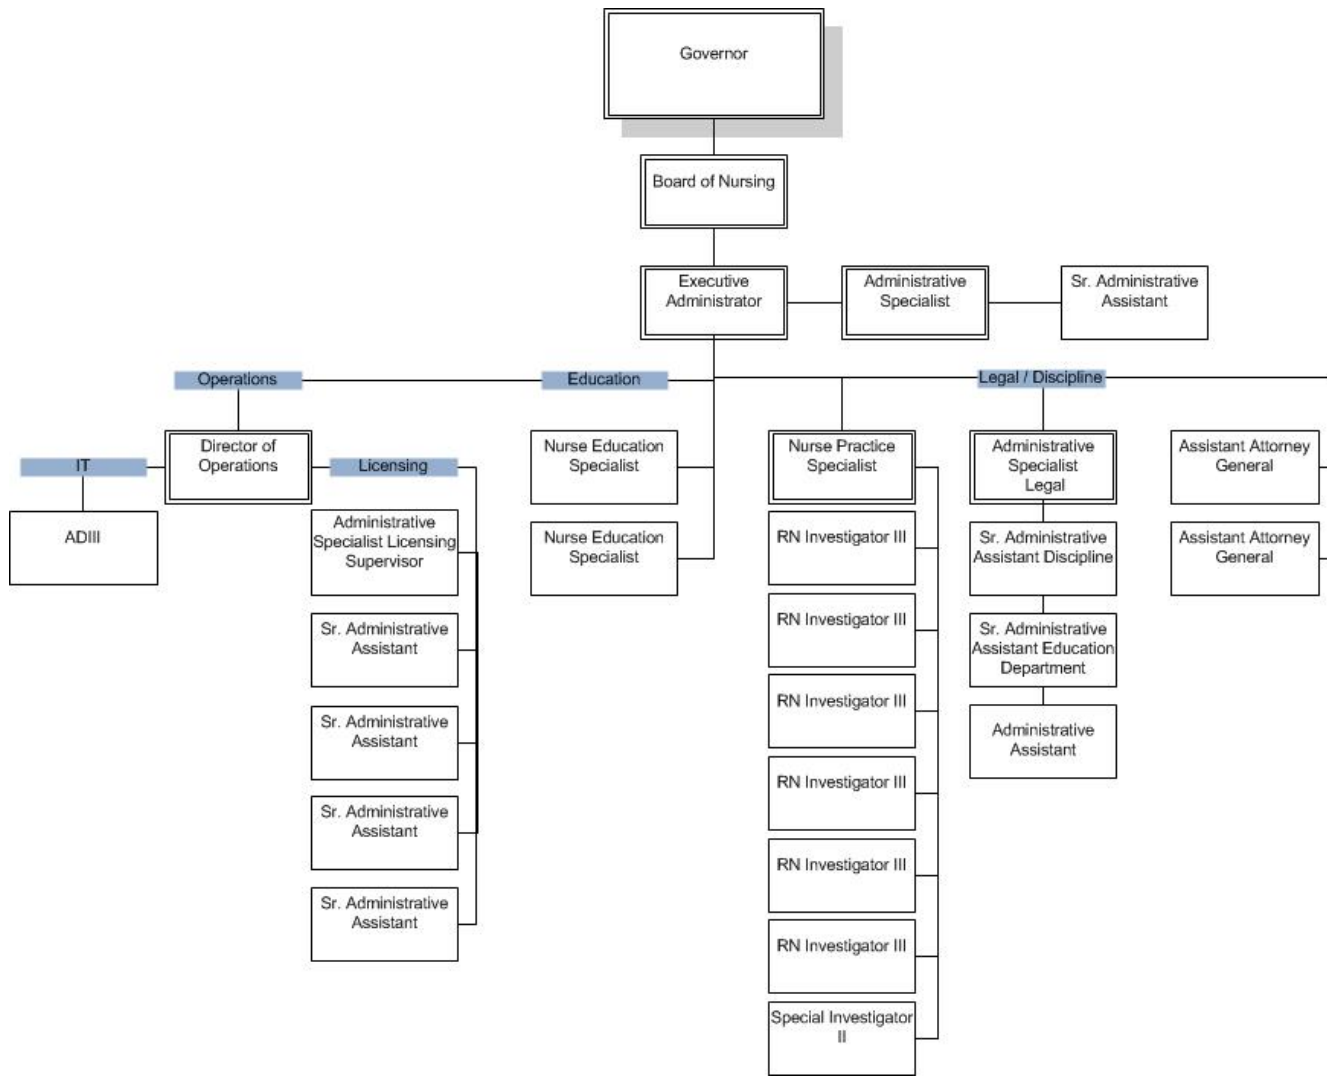 Governor
Board of Nursing
Executive
Administrator
Administrative
Specialist
Sr. Administrative
Assistant
Operations
Education
Legal / Discipline
IT
Director of
Operations
Licensing
ADIII
Administrative
Specialist Licensing
Supervisor
Sr. Administrative
Assistant
Sr. Administrative
Assistant
Sr. Administrative
Assistant
Sr. Administrative
Assistant
Nurse Education
Specialist
Nurse Education
Specialist
Nurse Practice
Specialist
RN Investigator III
RN Investigator III
RN Investigator III
RN Investigator III
RN Investigator III
RN Investigator III
Special Investigator
II
Administrative
Specialist
Legal
Sr. Administrative
Assistant Discipline
Sr. Administrative
Assistant Education
Department
Administrative
Assistant
Assistant Attorney
General
Assistant Attorney
General